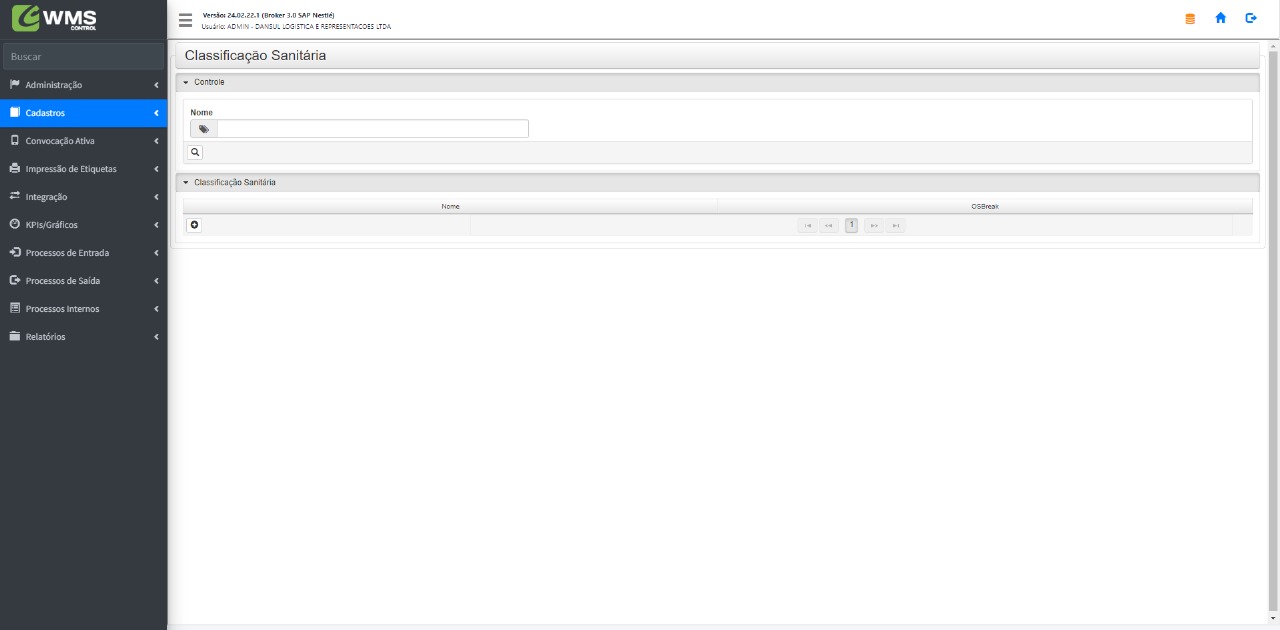 WMS
CONTROL
Versão: 24.02.22.1 (Broker 3.0 SAP Nestlé)
Usuário: ADMIN - DANSUL LOGISTICA E REPRESENTACOES LTDA
Buscar
Administração
Cadastros
Convocação Ativa
Impressão de Etiquetas
Integração
KPIs/Gráficos
Processos de Entrada
Processos de Saída
Processos Internos
Relatórios
Classificação Sanitária
Controle
Nome
Classificação Sanitária
Nome OSBreak
1